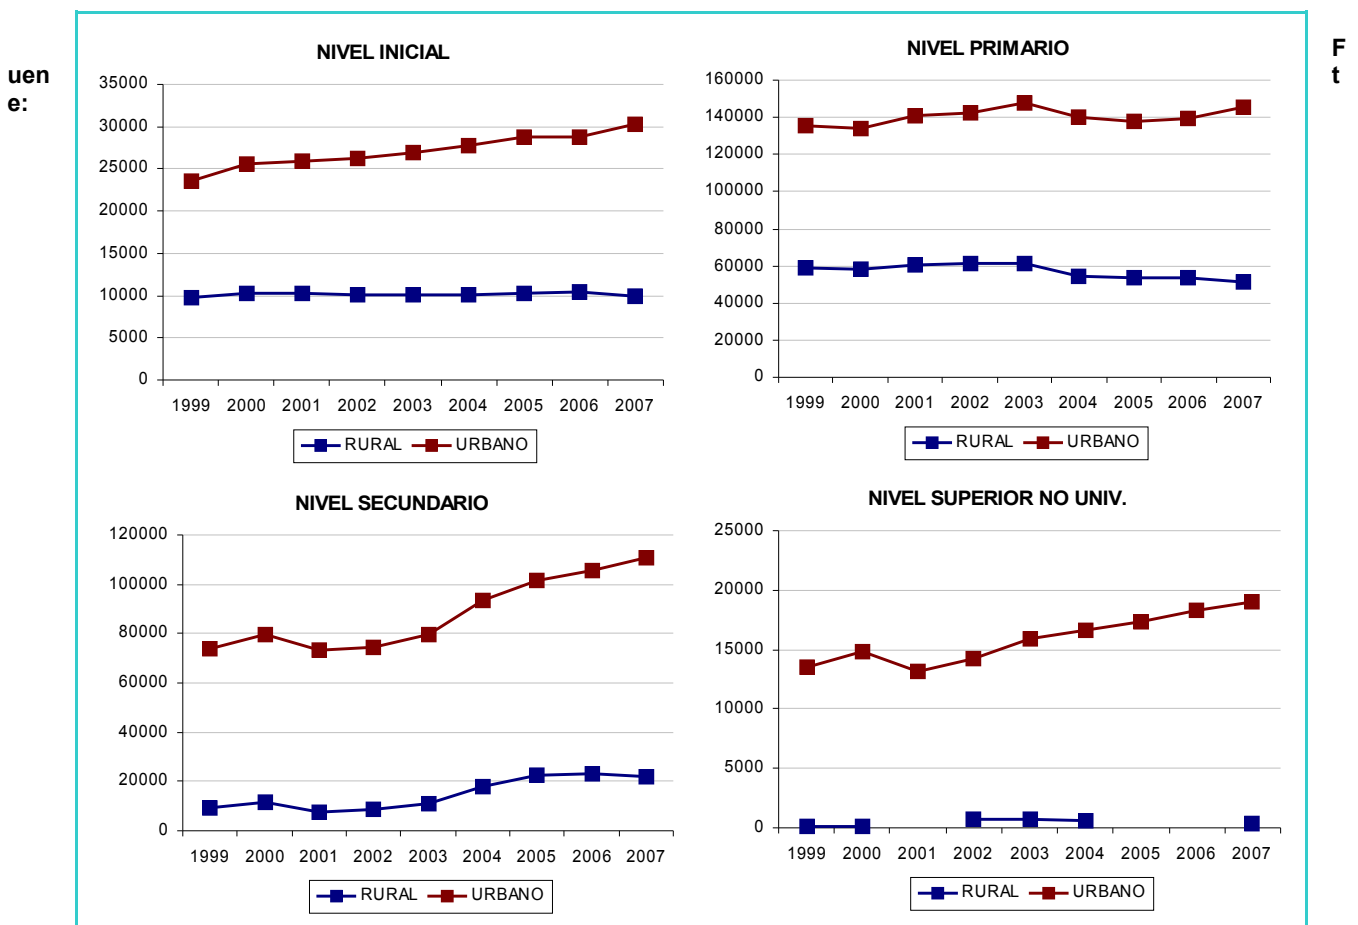 F
uen
t
e:
NIVEL INICIAL
35000
30000
25000
20000
15000
10000
5000
0
1999 2000 2001 2002 2003 2004 2005 2006 2007
RURAL URBANO
NIVEL PRIMARIO
160000
140000
120000
100000
80000
60000
40000
20000
0
1999 2000 2001 2002 2003 2004 2005 2006 2007
RURAL URBANO
NIVEL SECUNDARIO
120000
100000
80000
60000
40000
20000
0
1999 2000 2001 2002 2003 2004 2005 2006 2007
RURAL URBANO
NIVEL SUPERIOR NO UNIV.
25000
20000
15000
10000
5000
0
1999 2000 2001 2002 2003 2004 2005 2006 2007
RURAL URBANO